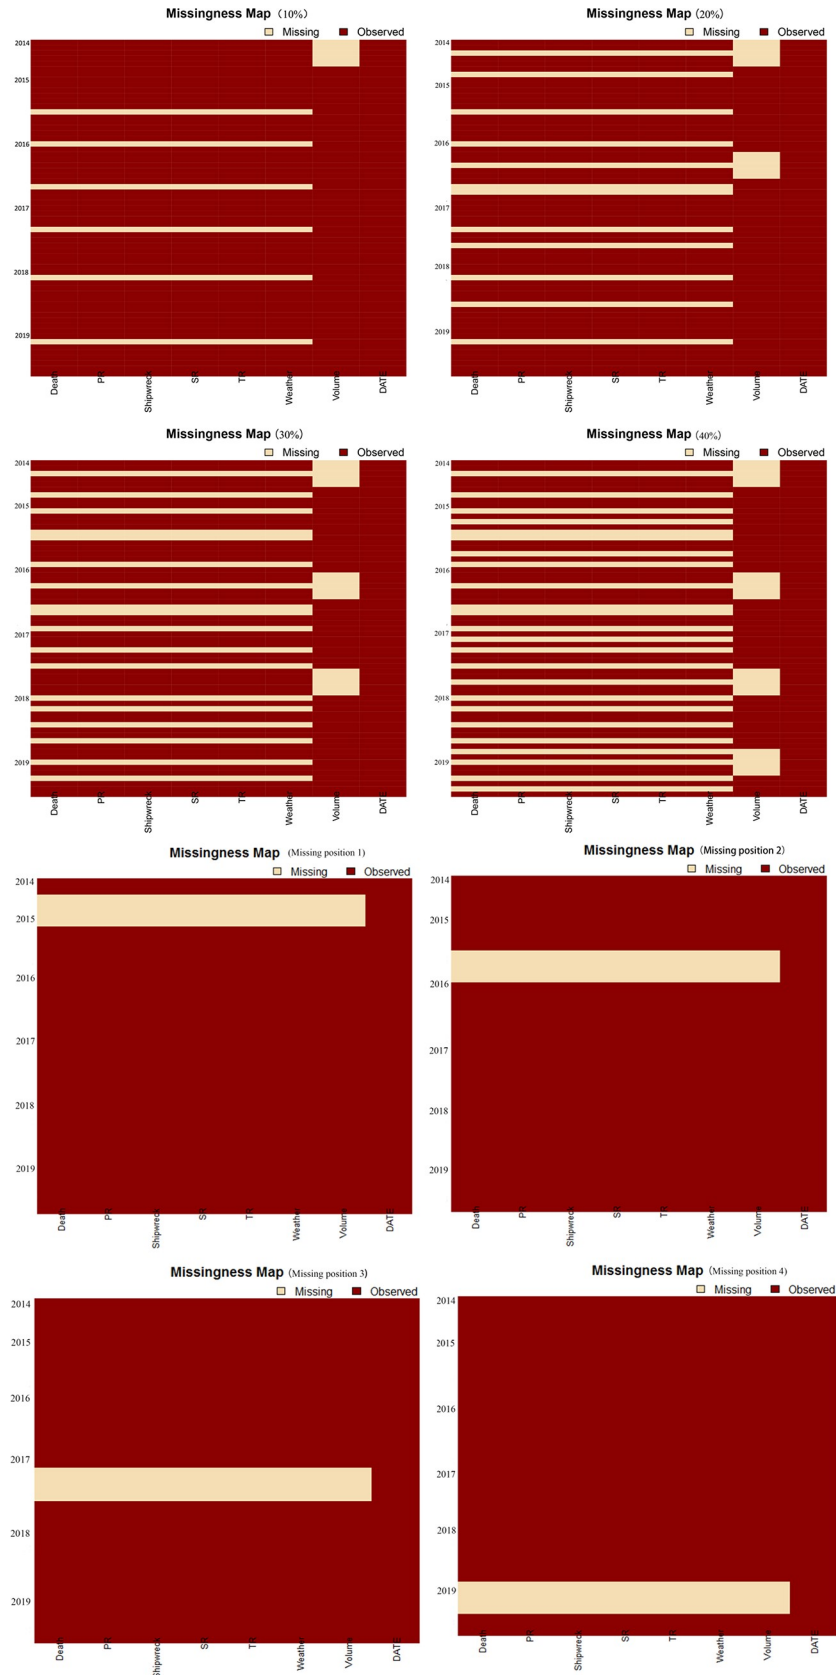 Missingness Map (10%)
Missing Observed
2014
2015
2016
2017
2018
2019
Death PR Shipwreck SR TR Weather Volume DATE
Missingness Map (20%)
Missing Observed
2014
2015
2016
2017
2018
2019
Death PR Shipwreck SR TR Weather Volume DATE
Missingness Map (30%)
Missing Observed
2014
2015
2016
2017
2018
2019
Death PR Shipwreck SR TR Weather Volume DATE
Missingness Map (40%)
Missing Observed
2014
2015
2016
2017
2018
2019
Death PR Shipwreck SR TR Weather Volume DATE
Missingness Map (Missing position 1)
Missing Observed
2014
2015
2016
2017
2018
2019
Death PR Shipwreck SR TR Weather Volume DATE
Missingness Map (Missing position 2)
Missing Observed
2014
2015
2016
2017
2018
2019
Death PR Shipwreck SR TR Weather Volume DATE
Missingness Map (Missing position 3)
Missing Observed
2014
2015
2016
2017
2018
2019
Death PR Shipwreck SR TR Weather Volume DATE
Missingness Map (Missing position 4)
Missing Observed
2014
2015
2016
2017
2018
2019
Death PR Shipwreck SR TR Weather Volume DATE